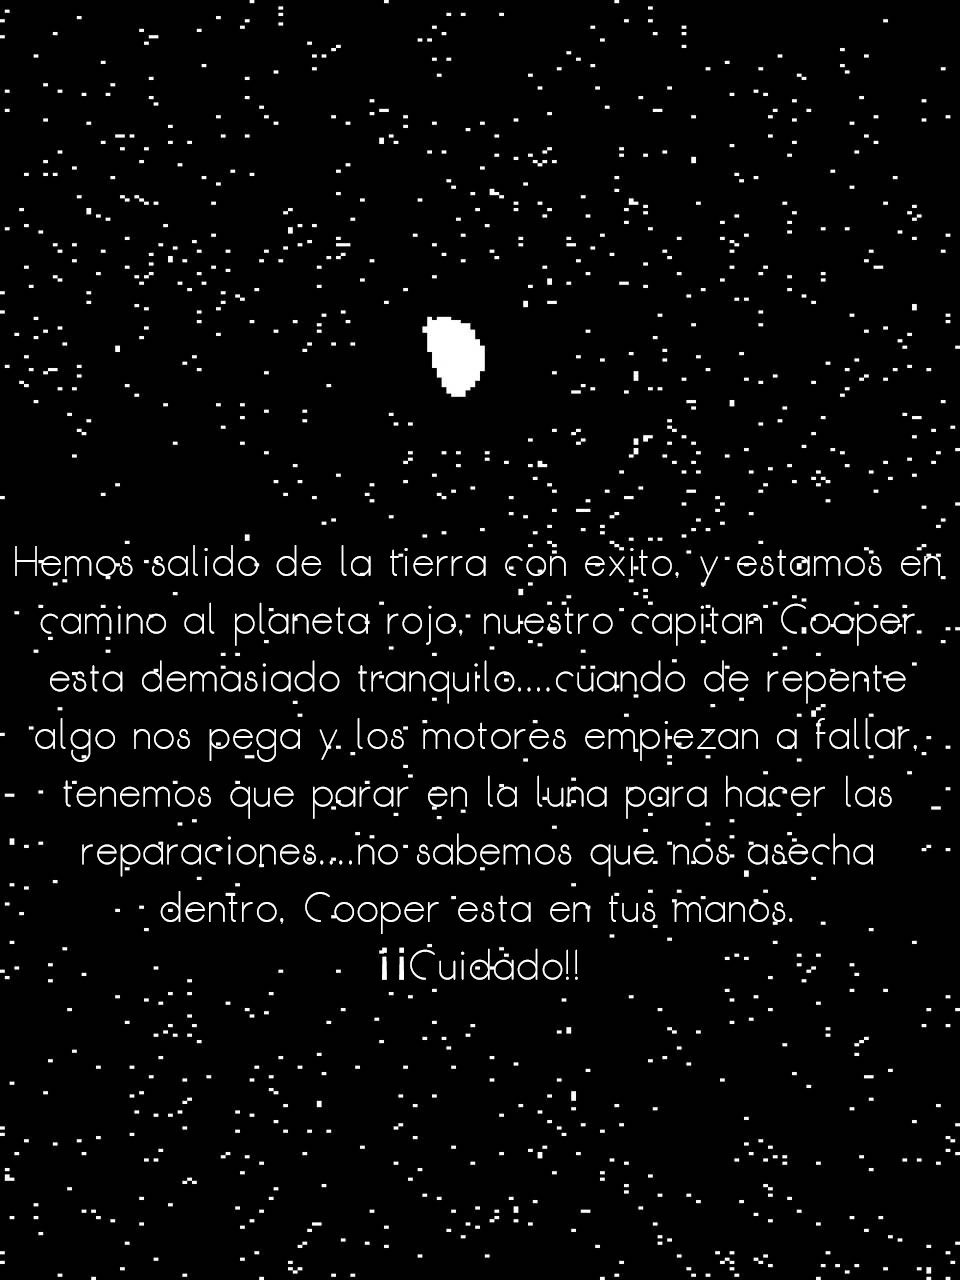 Hemos salido de la tierra con exito, y estamos en
camino al planeta rojo, nuestro capitan Cooper
esta demasiado tranquilo....cuando de repente
algo nos pega y los motores empiezan a fallar,
tenemos que parar en la luna para hacer las
reparaciones....no sabemos que nos asecha
dentro, Cooper esta en tus manos.
¡¡Cuidado!!